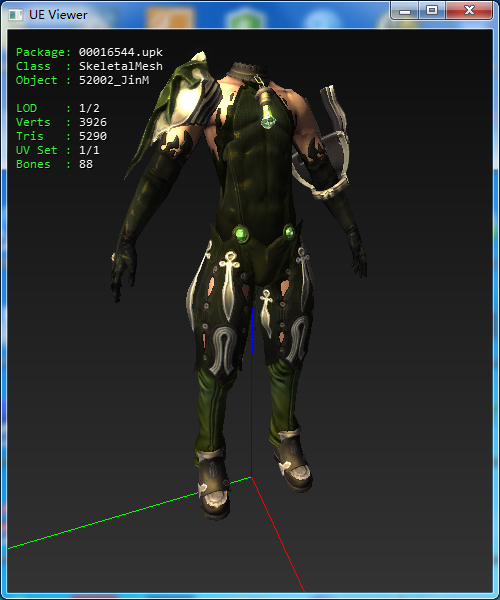 UE Viewer
Package: 00016544.upk
Class : SkeletalMesh
Object : 52002_JinM
LOD : 1/2
Verts : 3926
Tris : 5290
UV Set : 1/1
Bones : 88